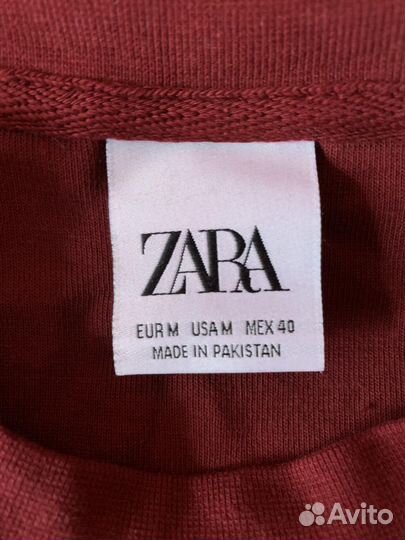 ZARA
EUR M USA M MEX 40
MADE IN PAKISTAN
Avito